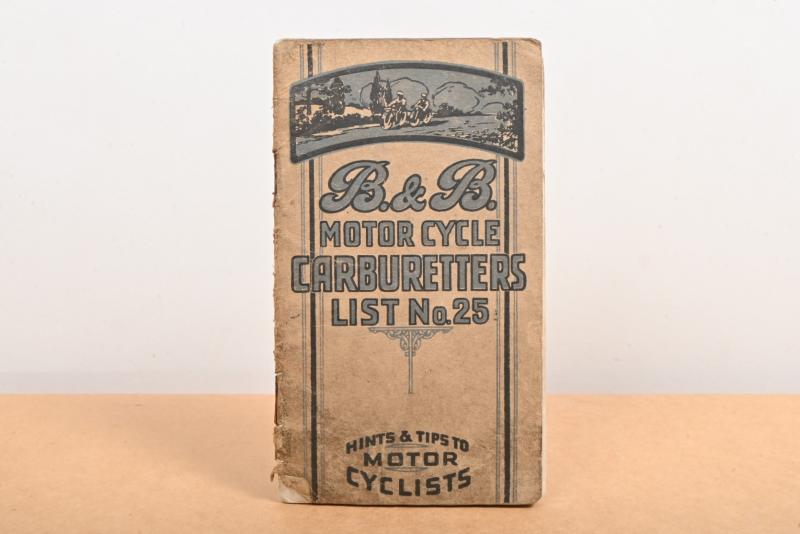 B. & B.
MOTOR CYCLE
CARBURETTERS
LIST No. 25
HINTS & TIPS TO
MOTOR
CYCLISTS